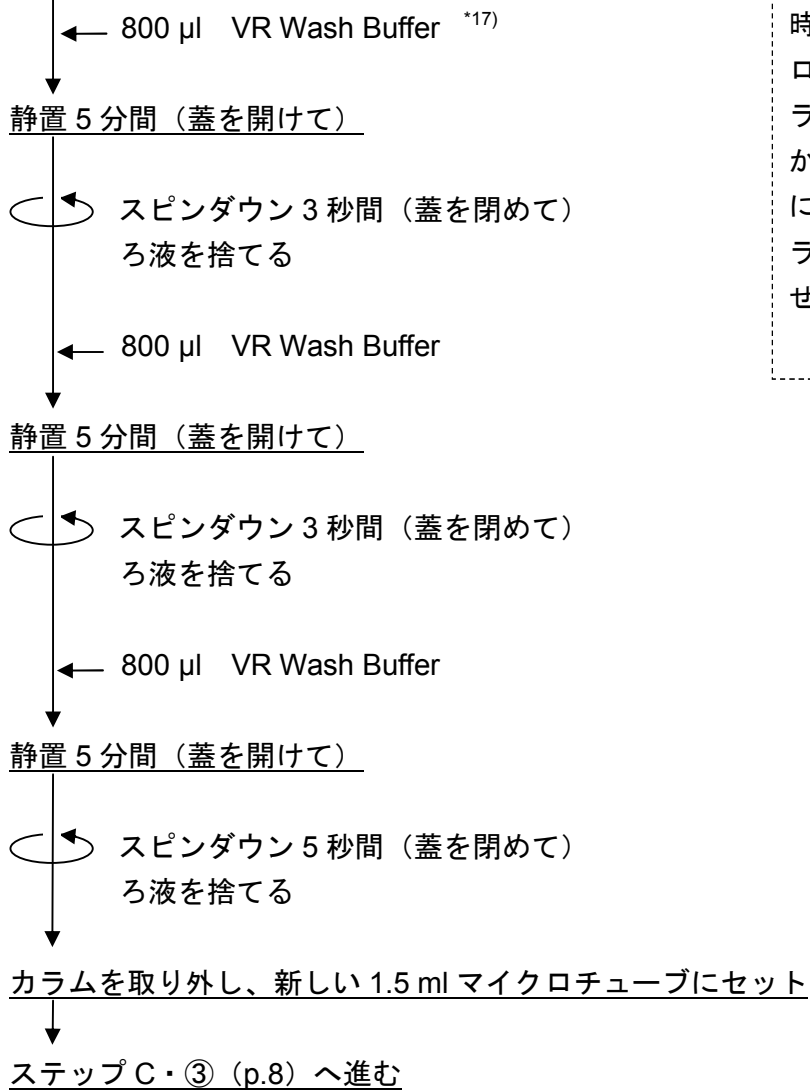 800 µl VR Wash Buffer *17)
静置 5 分間（蓋を開けて）
スピンダウン 3 秒間（蓋を閉めて）
ろ液を捨てる
800 µl VR Wash Buffer
静置 5 分間（蓋を開けて）
スピンダウン 3 秒間（蓋を閉めて）
ろ液を捨てる
800 µl VR Wash Buffer
静置 5 分間（蓋を開けて）
スピンダウン 5 秒間（蓋を閉めて）
ろ液を捨てる
カラムを取り外し、新しい 1.5 ml マイクロチューブにセット
ステップ C・③（p.8）へ進む